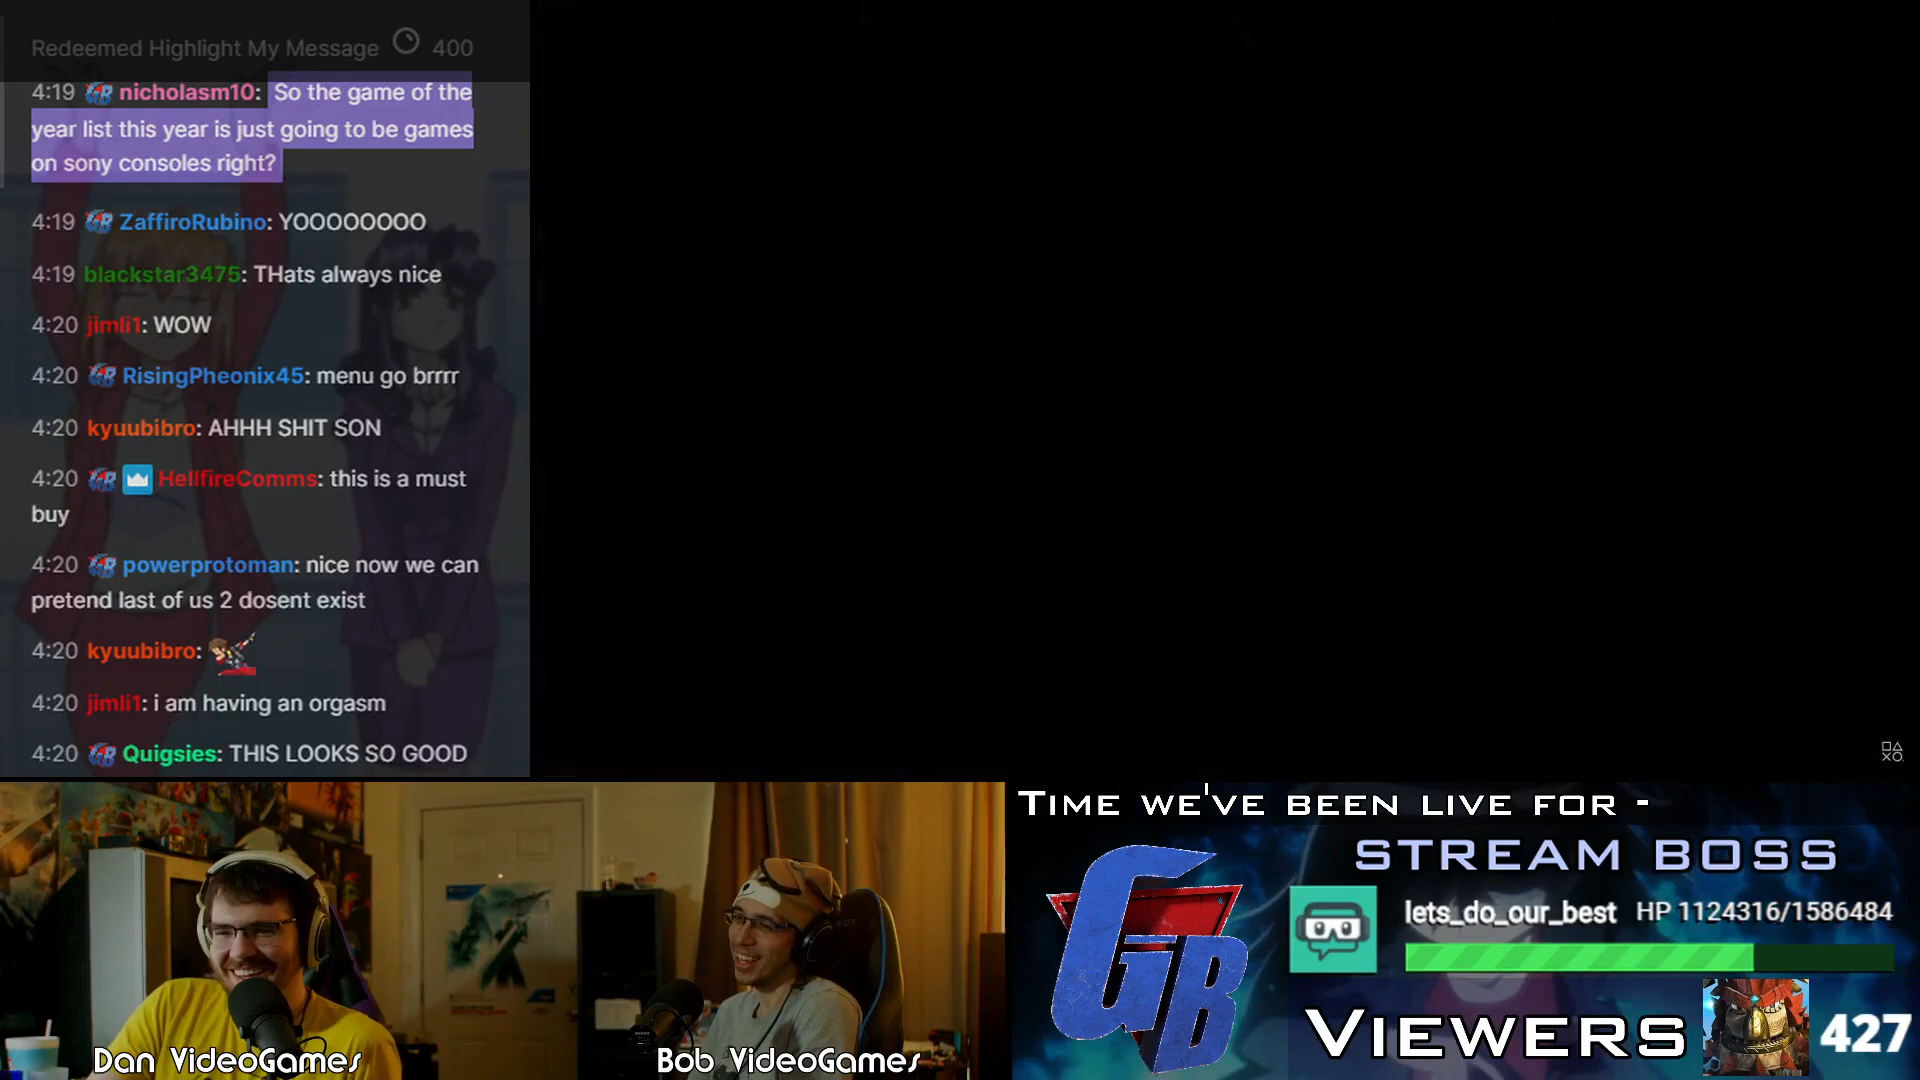 Redeemed Highlight My Message 400
4:19 nicholasm10: So the game of the
year list this year is just going to be games
on sony consoles right?
4:19 ZaffiroRubino: YOOOOOOOO
4:19 blackstar3475: THats always nice
4:20 jimli1: WOW
4:20 RisingPheonix45: menu go brrrr
4:20 kyuubibro: AHHH SHIT SON
4:20 HellfireComms: this is a must
buy
4:20 powerprotoman: nice now we can
pretend last of us 2 dosent exist
4:20 kyuubibro:
4:20 jimli1: i am having an orgasm
4:20 Quigsies: THIS LOOKS SO GOOD
Dan VideoGames
Bob VideoGames
Time we've been live for -
STREAM BOSS
lets_do_our_best HP 1124316/1586484
GB
Viewers 427